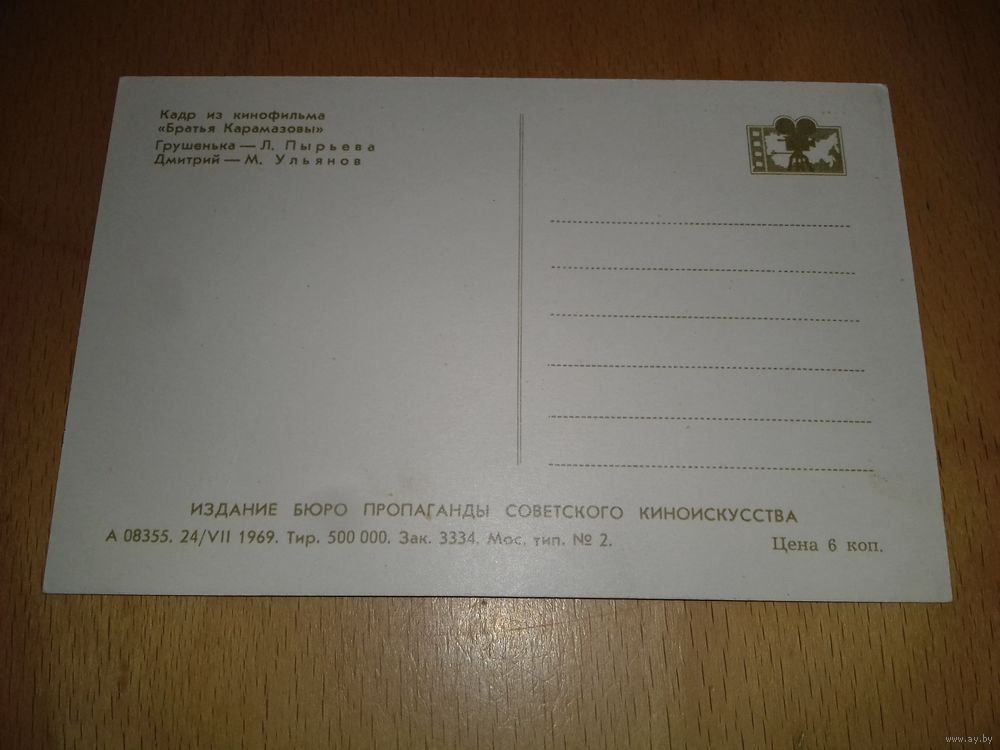 Кадр из кинофильма
«Братья Карамазовы»
Грушенька — Л. Пырьева
Дмитрий — М. Ульянов
ИЗДАНИЕ БЮРО ПРОПАГАНДЫ СОВЕТСКОГО КИНОИСКУССТВА
А 08355. 24/VII 1969. Тир. 500 000. Зак. 3334. Мос. тип. № 2.
Цена 6 коп.
www.ay.by